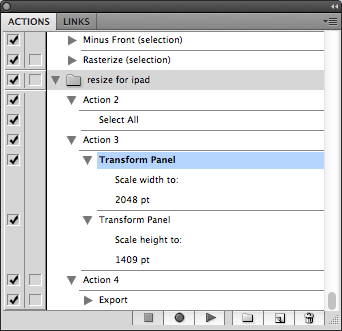 ACTIONS LINKS
Minus Front (selection)
Rasterize (selection)
resize for ipad
Action 2
Select All
Action 3
Transform Panel
Scale width to:
2048 pt
Transform Panel
Scale height to:
1409 pt
Action 4
Export